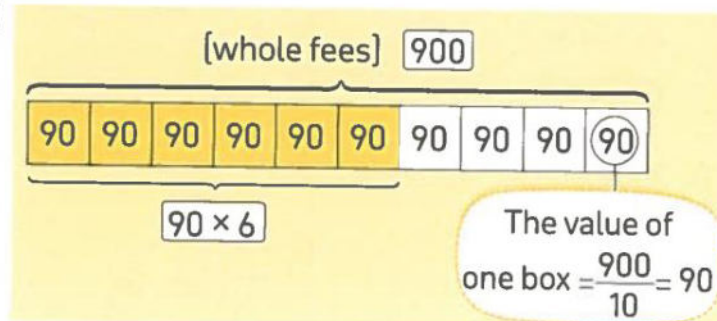 [whole fees] 900
90 90 90 90 90 90 90 90 90 90
90 × 6
The value of
one box = 900/10 = 90